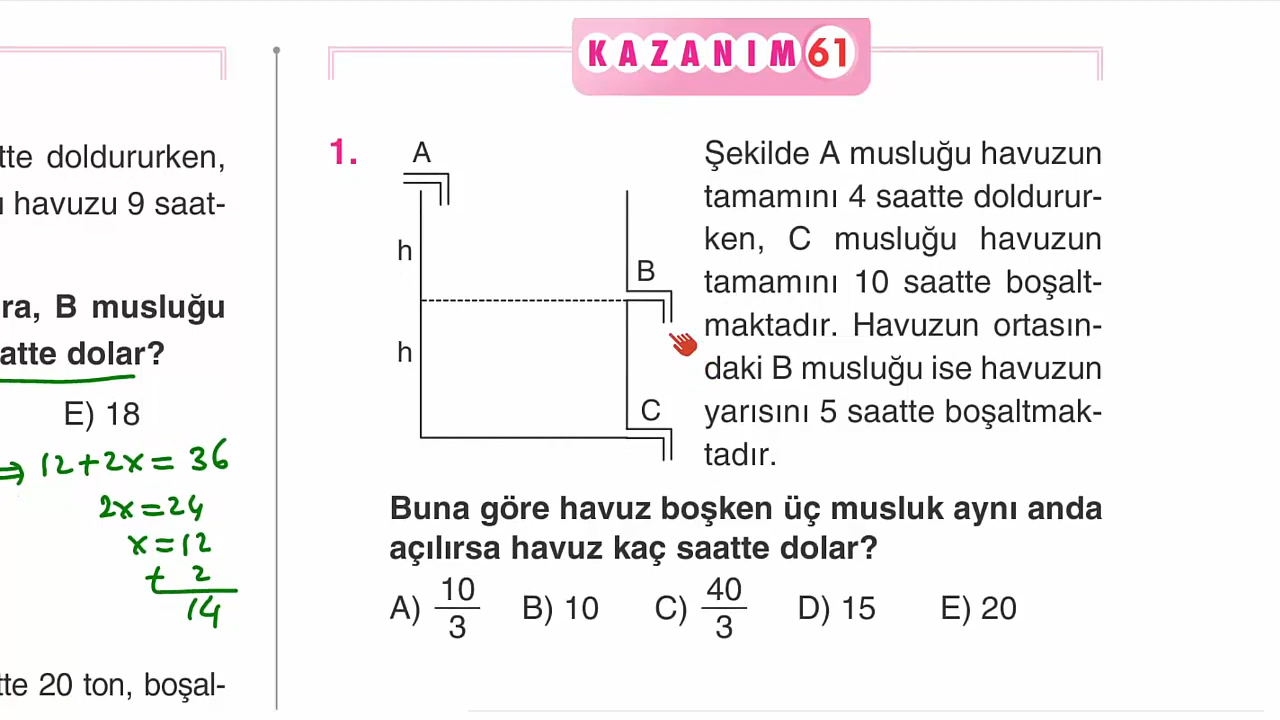 tte doldururken,
ı havuzu 9 saat-
ra, B musluğu
atte dolar?
E) 18
⇒ 12+2x = 36
2x = 24
x = 12
+ 2
14
tte 20 ton, boşal-
KAZANIM 61
1.
A
h
B
h
C
Şekilde A musluğu havuzun
tamamını 4 saatte doldurur-
ken, C musluğu havuzun
tamamını 10 saatte boşalt-
maktadır. Havuzun ortasın-
daki B musluğu ise havuzun
yarısını 5 saatte boşaltmak-
tadır.
Buna göre havuz boşken üç musluk aynı anda
açılırsa havuz kaç saatte dolar?
A) 10/3 B) 10 C) 40/3 D) 15 E) 20